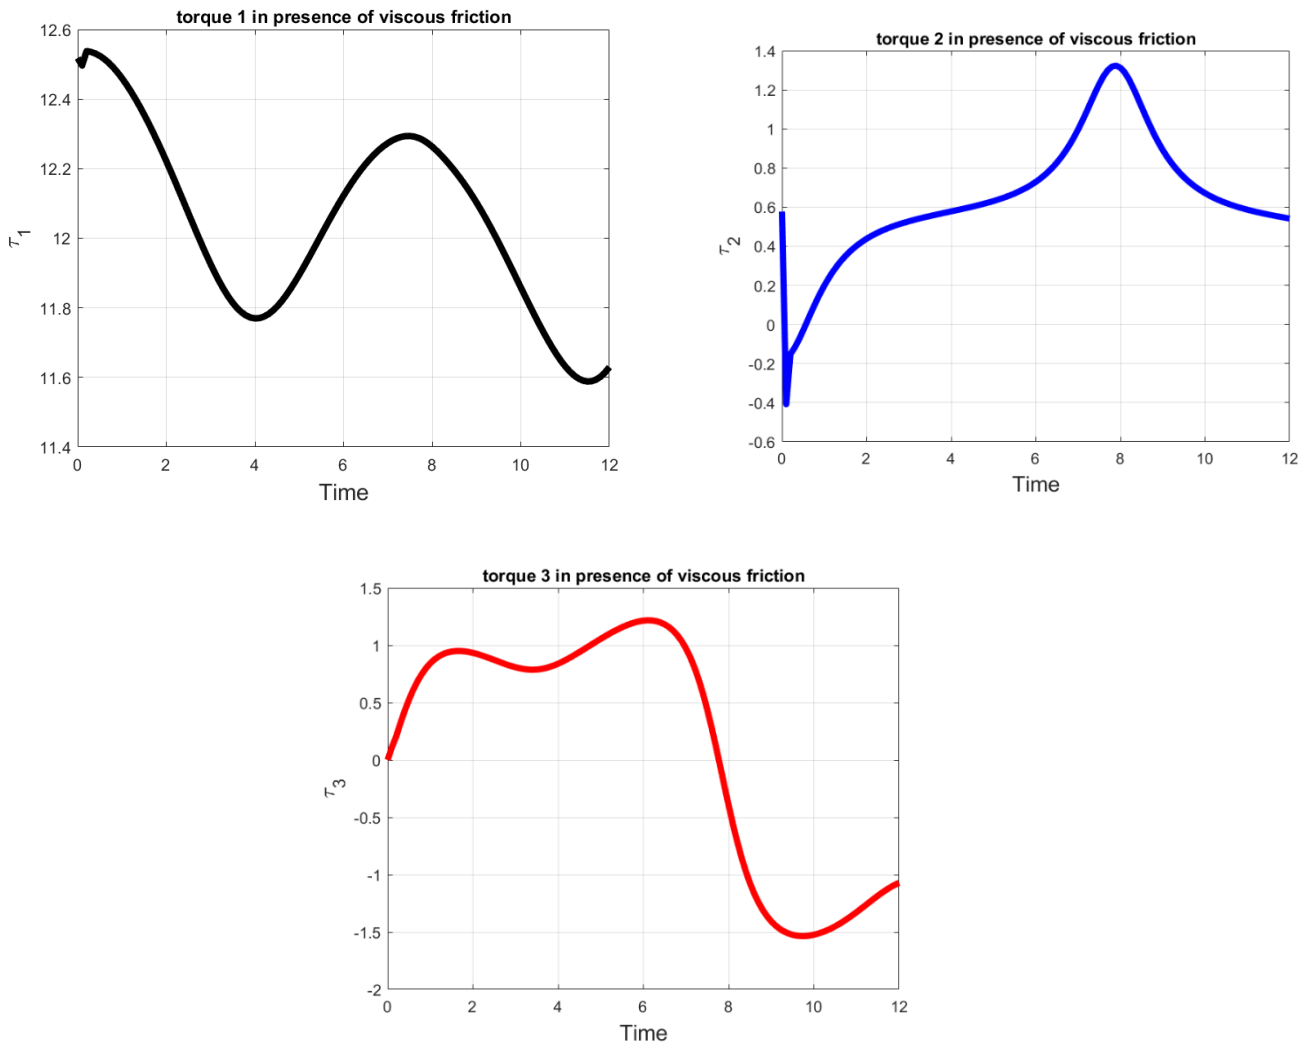 torque 1 in presence of viscous friction
12.6
12.4
12.2
12
11.8
11.6
11.4
τ1
0 2 4 6 8 10 12
Time
torque 2 in presence of viscous friction
1.4
1.2
1
0.8
0.6
0.4
0.2
0
-0.2
-0.4
-0.6
τ2
0 2 4 6 8 10 12
Time
torque 3 in presence of viscous friction
1.5
1
0.5
0
-0.5
-1
-1.5
-2
τ3
0 2 4 6 8 10 12
Time